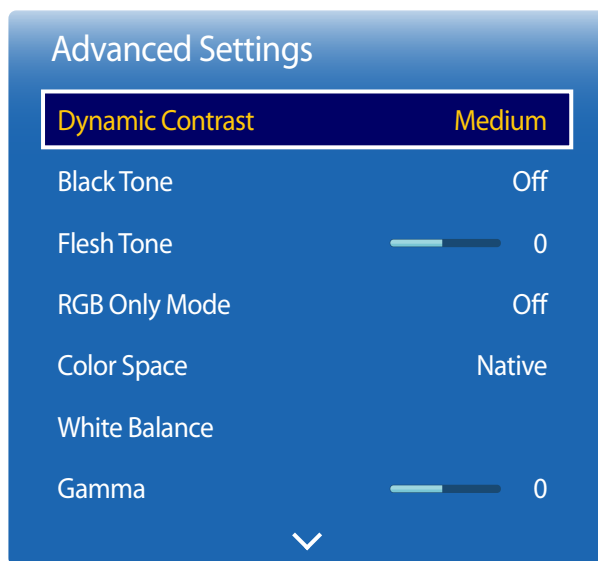 Advanced Settings
Dynamic Contrast Medium
Black Tone Off
Flesh Tone 0
RGB Only Mode Off
Color Space Native
White Balance
Gamma 0